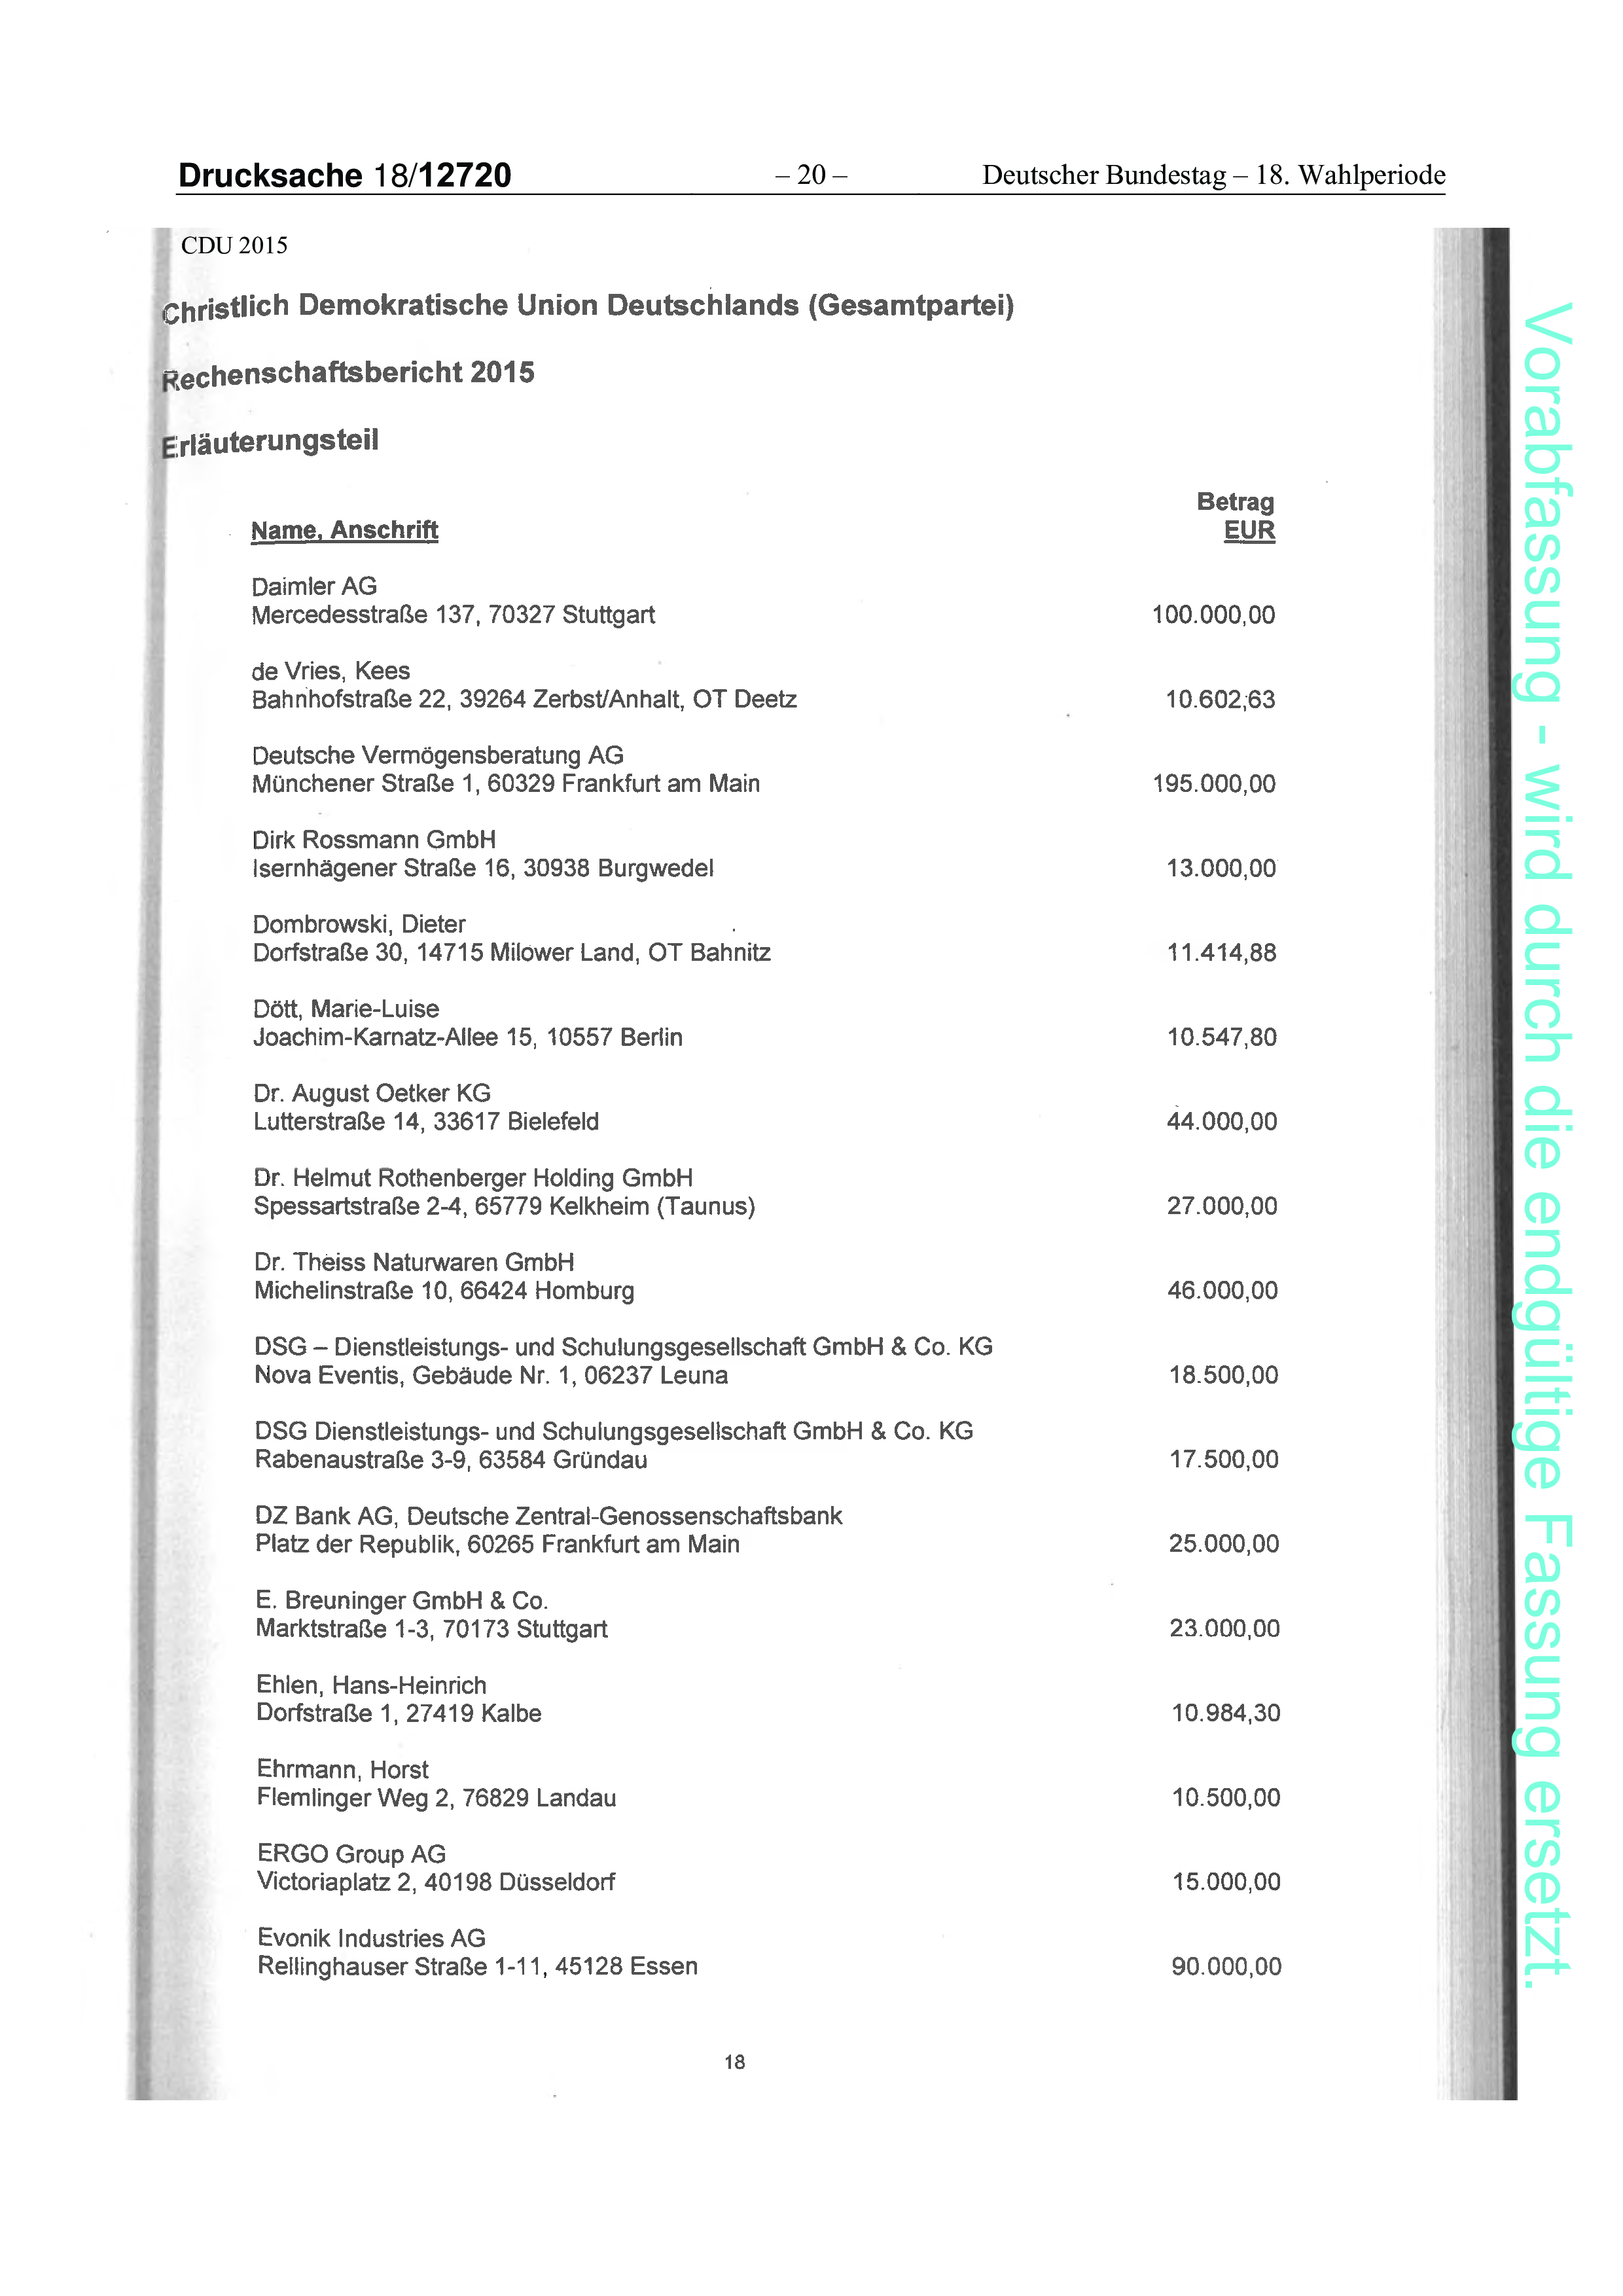 Drucksache 18/12720 – 20 – Deutscher Bundestag – 18. Wahlperiode
CDU 2015
Christlich Demokratische Union Deutschlands (Gesamtpartei)
Rechenschaftsbericht 2015
Erläuterungsteil
Betrag
Name, Anschrift EUR
Daimler AG
Mercedesstraße 137, 70327 Stuttgart 100.000,00
de Vries, Kees
Bahnhofstraße 22, 39264 Zerbst/Anhalt, OT Deetz 10.602,63
Deutsche Vermögensberatung AG
Münchener Straße 1, 60329 Frankfurt am Main 195.000,00
Dirk Rossmann GmbH
Isernhägener Straße 16, 30938 Burgwedel 13.000,00
Dombrowski, Dieter
Dorfstraße 30, 14715 Milower Land, OT Bahnitz 11.414,88
Dött, Marie-Luise
Joachim-Karnatz-Allee 15, 10557 Berlin 10.547,80
Dr. August Oetker KG
Lutterstraße 14, 33617 Bielefeld 44.000,00
Dr. Helmut Rothenberger Holding GmbH
Spessartstraße 2-4, 65779 Kelkheim (Taunus) 27.000,00
Dr. Theiss Naturwaren GmbH
Michelinstraße 10, 66424 Homburg 46.000,00
DSG – Dienstleistungs- und Schulungsgesellschaft GmbH & Co. KG
Nova Eventis, Gebäude Nr. 1, 06237 Leuna 18.500,00
DSG Dienstleistungs- und Schulungsgesellschaft GmbH & Co. KG
Rabenaustraße 3-9, 63584 Gründau 17.500,00
DZ Bank AG, Deutsche Zentral-Genossenschaftsbank
Platz der Republik, 60265 Frankfurt am Main 25.000,00
E. Breuninger GmbH & Co.
Marktstraße 1-3, 70173 Stuttgart 23.000,00
Ehlen, Hans-Heinrich
Dorfstraße 1, 27419 Kalbe 10.984,30
Ehrmann, Horst
Flemlinger Weg 2, 76829 Landau 10.500,00
ERGO Group AG
Victoriaplatz 2, 40198 Düsseldorf 15.000,00
Evonik Industries AG
Rellinghauser Straße 1-11, 45128 Essen 90.000,00
18
Vorabfassung - wird durch die endgültige Fassung ersetzt.